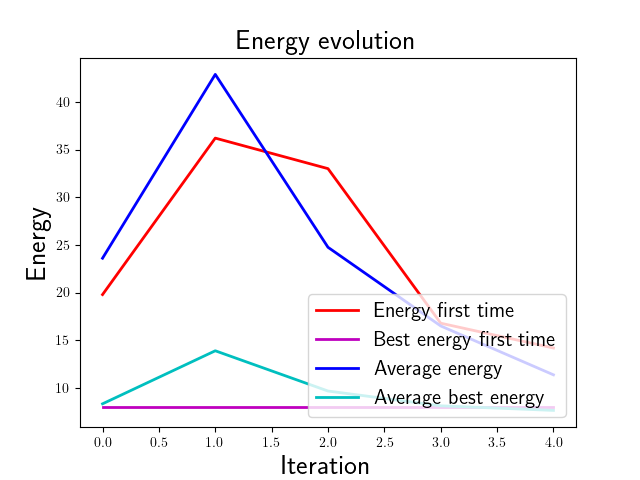 Energy evolution
Energy
40
35
30
25
20
15
10
Energy first time
Best energy first time
Average energy
Average best energy
0.0 0.5 1.0 1.5 2.0 2.5 3.0 3.5 4.0
Iteration